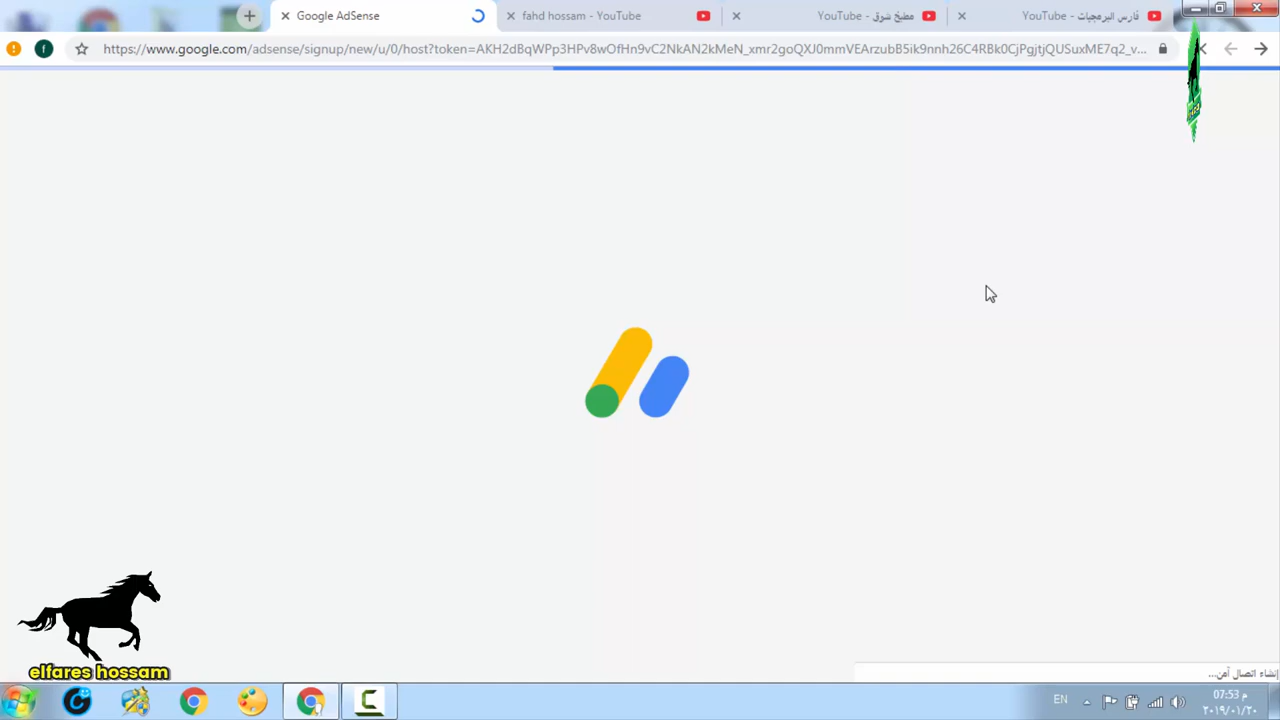 Google AdSense
fahd hossam - YouTube
مطبخ شوق - YouTube
فارس البرمجيات - YouTube
https://www.google.com/adsense/signup/new/u/0/host?token=AKH2dBqWPp3HPv8wOfHn9vC2NkAN2kMeN_xmr2goQXJ0mmVEArzubB5ik9nnh26C4RBk0CjPgjtjQUSuxME7q2_v...
elfares hossam
إنشاء اتصال آمن...
EN
07:53 م
٢٠١٩/٠١/٢٠